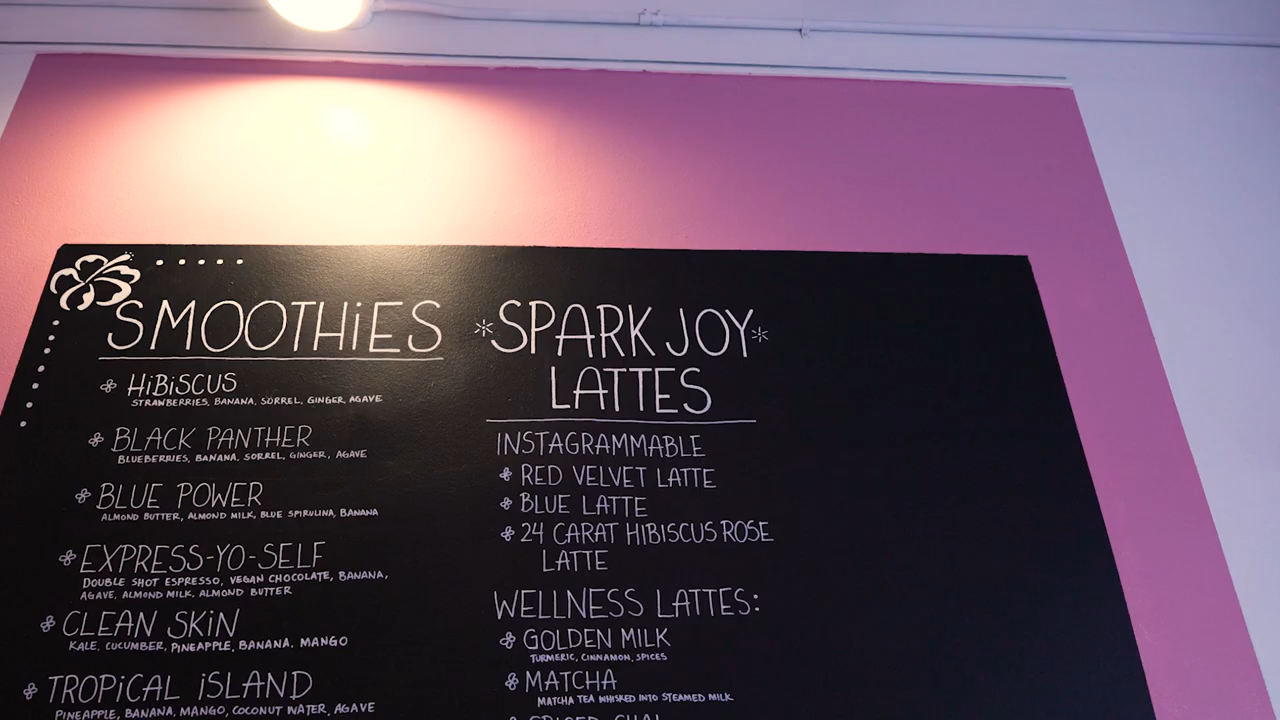 SMOOTHiES
HiBiSCUS
STRAWBERRIES, BANANA, SORREL, GINGER, AGAVE
BLACK PANTHER
BLUEBERRIES, BANANA, SORREL, GINGER, AGAVE
BLUE POWER
ALMOND BUTTER, ALMOND MILK, BLUE SPIRULINA, BANANA
EXPRESS-YO-SELF
DOUBLE SHOT ESPRESSO, VEGAN CHOCOLATE, BANANA,
AGAVE, ALMOND MILK, ALMOND BUTTER
CLEAN SKiN
KALE, CUCUMBER, PINEAPPLE, BANANA, MANGO
TROPiCAL iSLAND
PINEAPPLE, BANANA, MANGO, COCONUT WATER, AGAVE
*SPARK JOY*
LATTES
INSTAGRAMMABLE
RED VELVET LATTE
BLUE LATTE
24 CARAT HIBISCUS ROSE
LATTE
WELLNESS LATTES:
GOLDEN MILK
TURMERIC, CINNAMON, SPICES
MATCHA
MATCHA TEA WHISKED INTO STEAMED MILK
SPICED CHAI